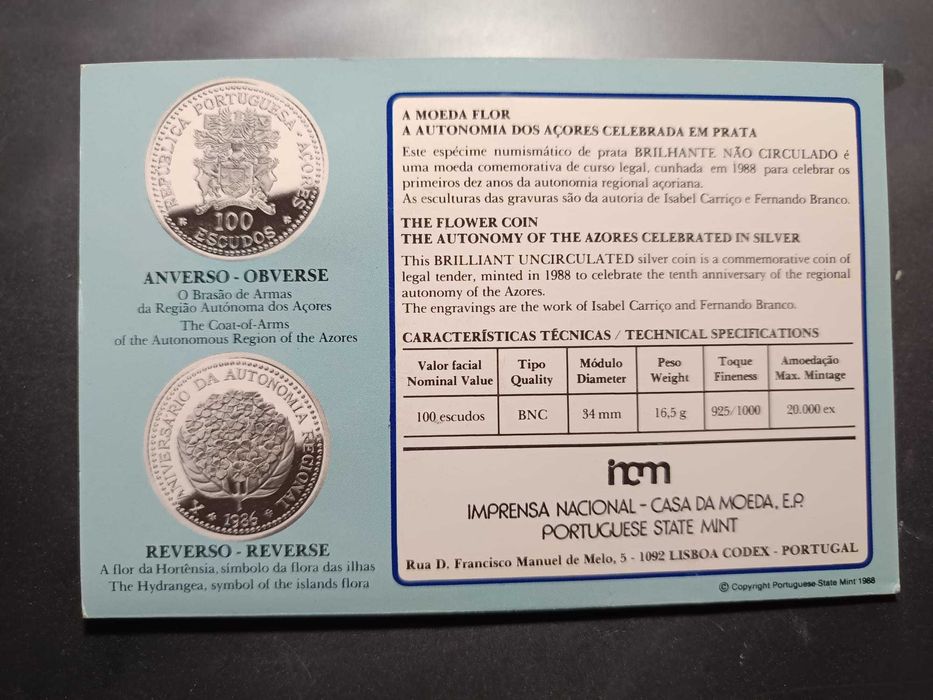 REPÚBLICA PORTUGUESA - AÇORES
100
ESCUDOS
ANVERSO - OBVERSE
O Brasão de Armas
da Região Autónoma dos Açores
The Coat-of-Arms
of the Autonomous Region of the Azores
X ANIVERSÁRIO DA AUTONOMIA REGIONAL
1986
REVERSO - REVERSE
A flor da Hortênsia, símbolo da flora das ilhas
The Hydrangea, symbol of the islands flora
A MOEDA FLOR
A AUTONOMIA DOS AÇORES CELEBRADA EM PRATA
Este espécime numismático de prata BRILHANTE NÃO CIRCULADO é
uma moeda comemorativa de curso legal, cunhada em 1988 para celebrar os
primeiros dez anos da autonomia regional açoriana.
As esculturas das gravuras são da autoria de Isabel Carriço e Fernando Branco.
THE FLOWER COIN
THE AUTONOMY OF THE AZORES CELEBRATED IN SILVER
This BRILLIANT UNCIRCULATED silver coin is a commemorative coin of
legal tender, minted in 1988 to celebrate the tenth anniversary of the regional
autonomy of the Azores.
The engravings are the work of Isabel Carriço and Fernando Branco.
CARACTERÍSTICAS TÉCNICAS / TECHNICAL SPECIFICATIONS
Valor facial Tipo Módulo Peso Toque Amoedação
Nominal Value Quality Diameter Weight Fineness Max. Mintage
100 escudos BNC 34 mm 16,5 g 925/1000 20.000 ex
incm
IMPRENSA NACIONAL - CASA DA MOEDA, E.P.
PORTUGUESE STATE MINT
Rua D. Francisco Manuel de Melo, 5 - 1092 LISBOA CODEX - PORTUGAL
© Copyright Portuguese State Mint 1988